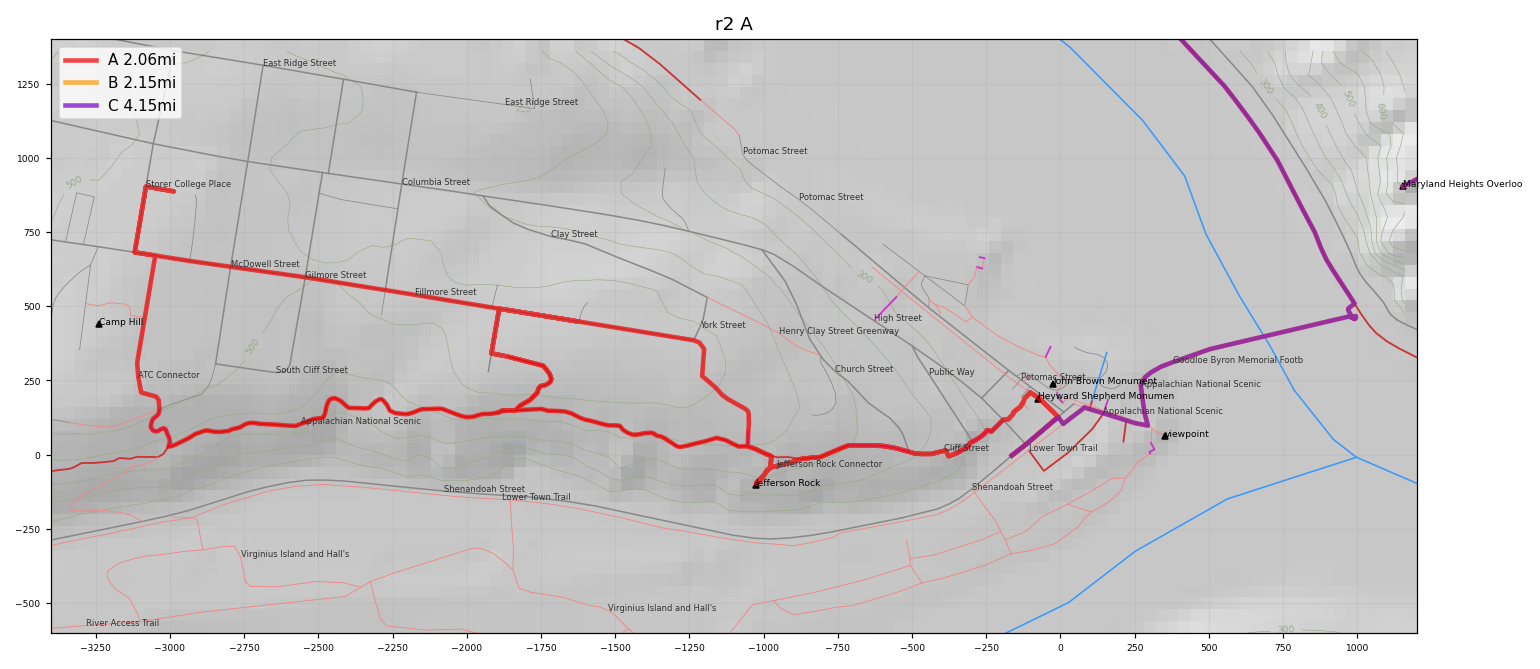 r2 A
A 2.06mi
B 2.15mi
C 4.15mi
East Ridge Street
East Ridge Street
Potomac Street
Storer College Place
Columbia Street
Potomac Street
Maryland Heights Overloo
Clay Street
McDowell Street
Gilmore Street
Fillmore Street
High Street
York Street
Henry Clay Street Greenway
Camp Hill
ATC Connector
South Cliff Street
Church Street
Public Way
Potomac Street
John Brown Monument
Heyward Shepherd Monumen
Goodloe Byron Memorial Footb
Appalachian National Scenic
Appalachian National Scenic
Appalachian National Scenic
viewpoint
Cliff Street
Lower Town Trail
Jefferson Rock Connector
Jefferson Rock
Shenandoah Street
Shenandoah Street
Lower Town Trail
Virginius Island and Hall's
Virginius Island and Hall's
River Access Trail
500
500
300
300
400
500
600
300
1250
1000
750
500
250
0
−250
−500
−3250 −3000 −2750 −2500 −2250 −2000 −1750 −1500 −1250 −1000 −750 −500 −250 0 250 500 750 1000